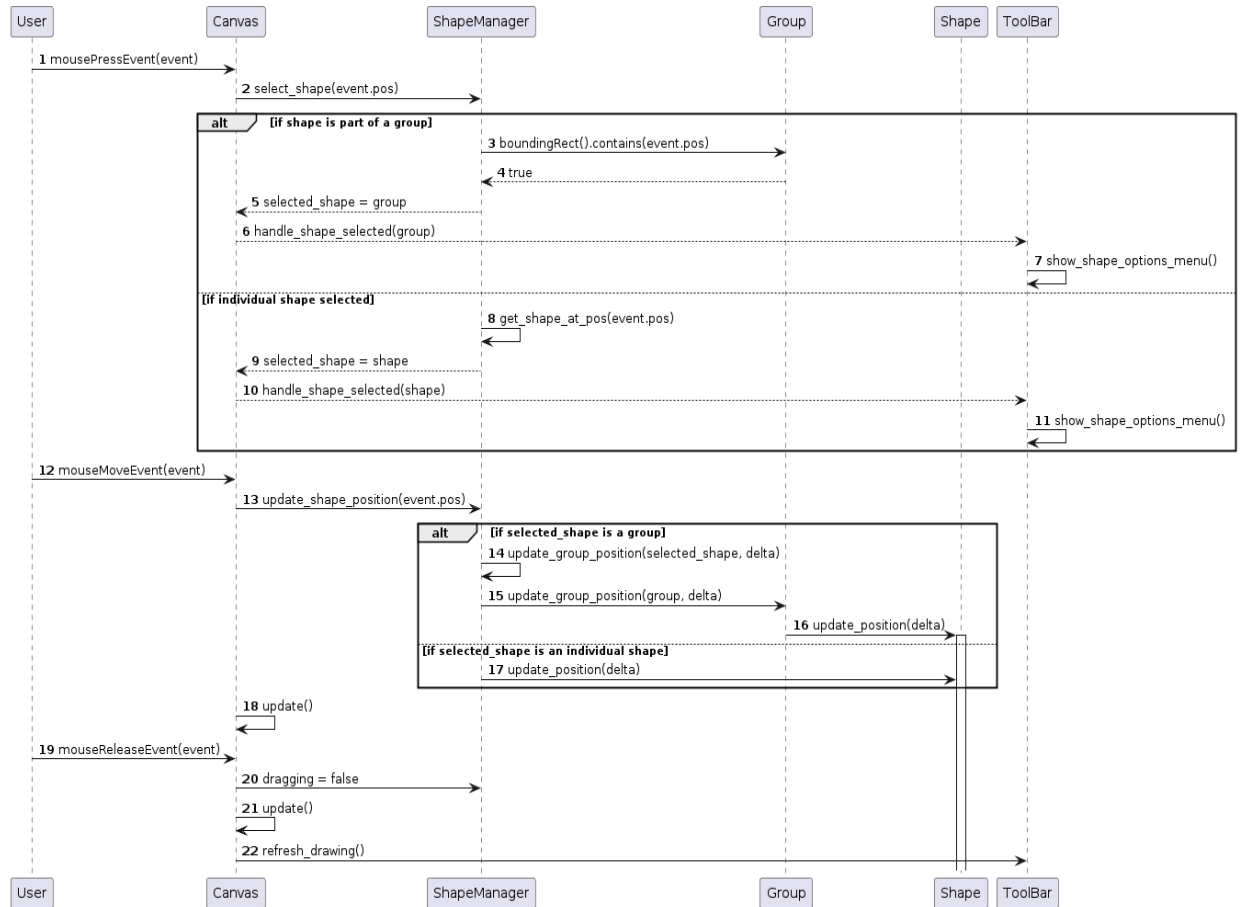 User Canvas ShapeManager Group Shape ToolBar
1 mousePressEvent(event)
2 select_shape(event.pos)
alt [if shape is part of a group]
3 boundingRect().contains(event.pos)
4 true
5 selected_shape = group
6 handle_shape_selected(group)
7 show_shape_options_menu()
[if individual shape selected]
8 get_shape_at_pos(event.pos)
9 selected_shape = shape
10 handle_shape_selected(shape)
11 show_shape_options_menu()
12 mouseMoveEvent(event)
13 update_shape_position(event.pos)
alt [if selected_shape is a group]
14 update_group_position(selected_shape, delta)
15 update_group_position(group, delta)
16 update_position(delta)
[if selected_shape is an individual shape]
17 update_position(delta)
18 update()
19 mouseReleaseEvent(event)
20 dragging = false
21 update()
22 refresh_drawing()
User Canvas ShapeManager Group Shape ToolBar